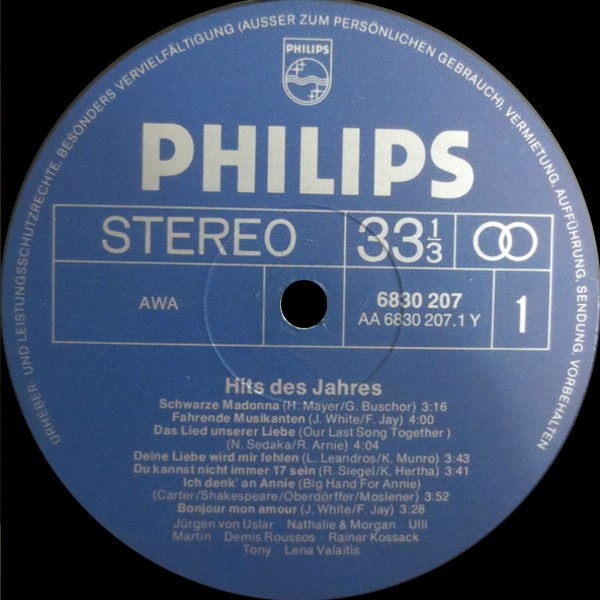 URHEBER- UND LEISTUNGSSCHUTZRECHTE, BESONDERS VERVIELFÄLTIGUNG (AUSSER ZUM PERSÖNLICHEN GEBRAUCH), VERMIETUNG, AUFFÜHRUNG, SENDUNG, VORBEHALTEN
PHILIPS
PHILIPS
STEREO 33 1/3
AWA 6830 207 1
AA 6830 207.1 Y
Hits des Jahres
Schwarze Madonna (H. Mayer/G. Buschor) 3:16
Fahrende Musikanten (J. White/F. Jay) 4:00
Das Lied unserer Liebe (Our Last Song Together)
(N. Sedaka/R. Arnie) 4:04
Deine Liebe wird mir fehlen (L. Leandros/K. Munro) 3:43
Du kannst nicht immer 17 sein (R. Siegel/K. Hertha) 3:41
Ich denk' an Annie (Big Hand For Annie)
(Carter/Shakespeare/Oberdörffer/Moslener) 3:52
Bonjour mon amour (J. White/F. Jay) 3:28
Jürgen von Uslar · Nathalie & Morgan · Ulli
Martin · Demis Roussos · Rainer Kossack ·
Tony · Lena Valaitis